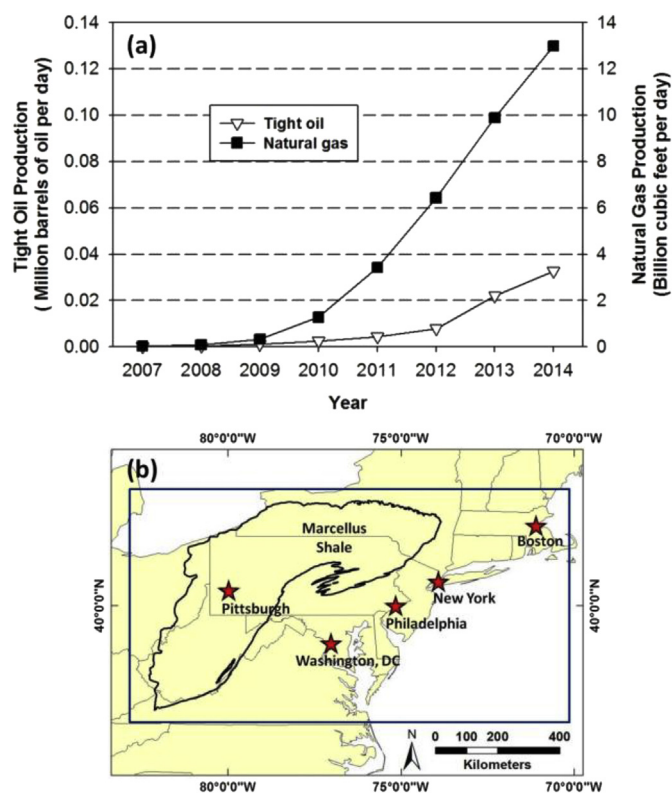 (a)
0.14
0.12
0.10
0.08
0.06
0.04
0.02
0.00
Tight Oil Production
( Million barrels of oil per day)
Tight oil
Natural gas
14
12
10
8
6
4
2
0
Natural Gas Production
(Billion cubic feet per day)
2007 2008 2009 2010 2011 2012 2013 2014
Year
(b)
80°0'0"W 75°0'0"W 70°0'0"W
40°0'0"N
40°0'0"N
Marcellus
Shale
Boston
Pittsburgh
New York
Philadelphia
Washington, DC
N
0 100 200 400
Kilometers
80°0'0"W 75°0'0"W 70°0'0"W